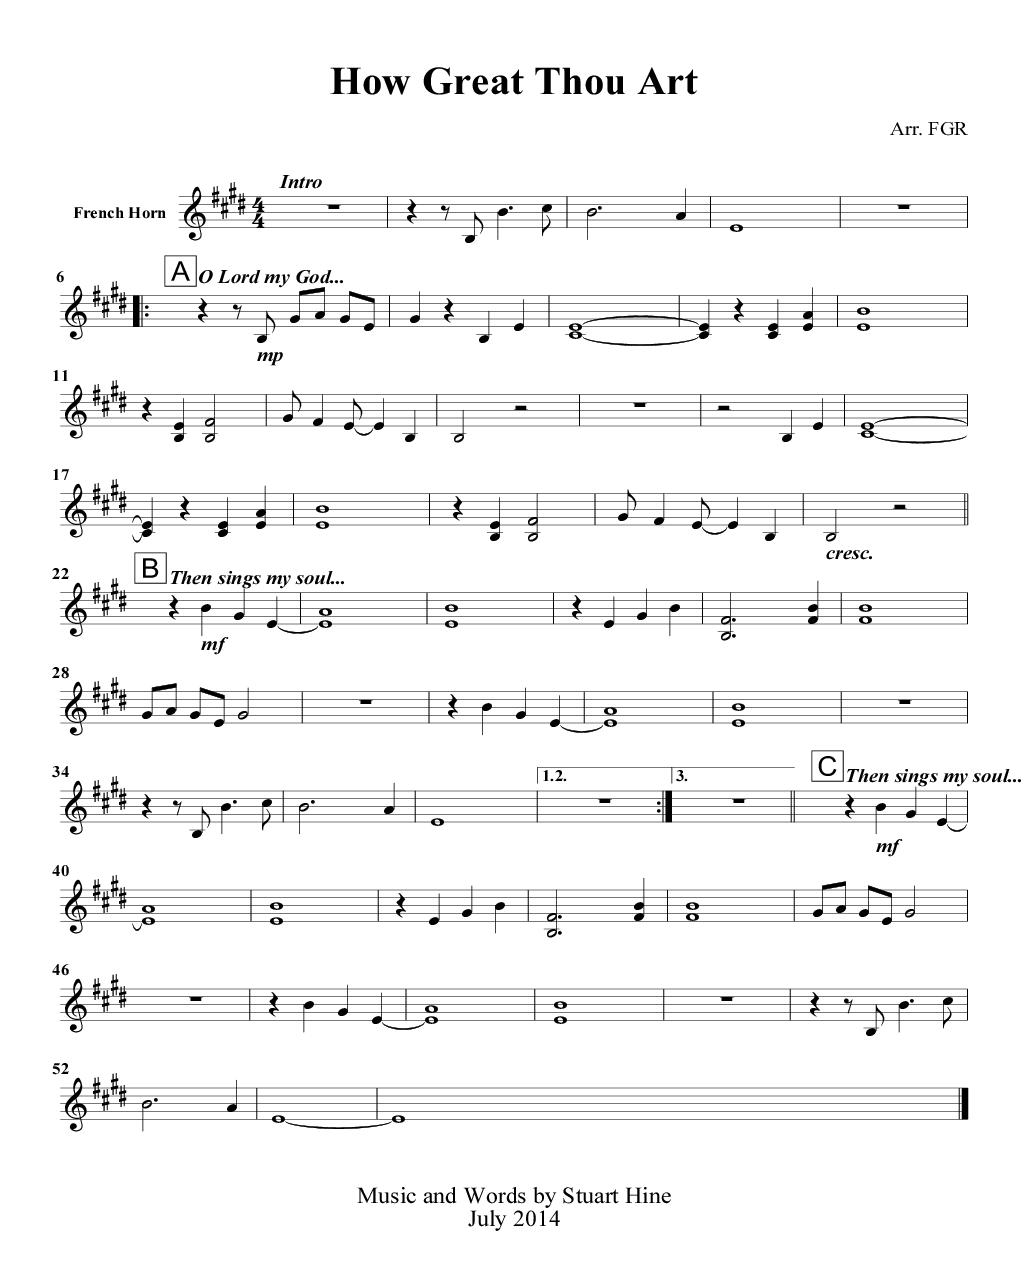 How Great Thou Art
Arr. FGR
Intro
French Horn
4
4
6
A
O Lord my God...
mp
11
17
cresc.
22
B
Then sings my soul...
mf
28
34
1.2.
3.
C
Then sings my soul...
mf
40
46
52
Music and Words by Stuart Hine
July 2014